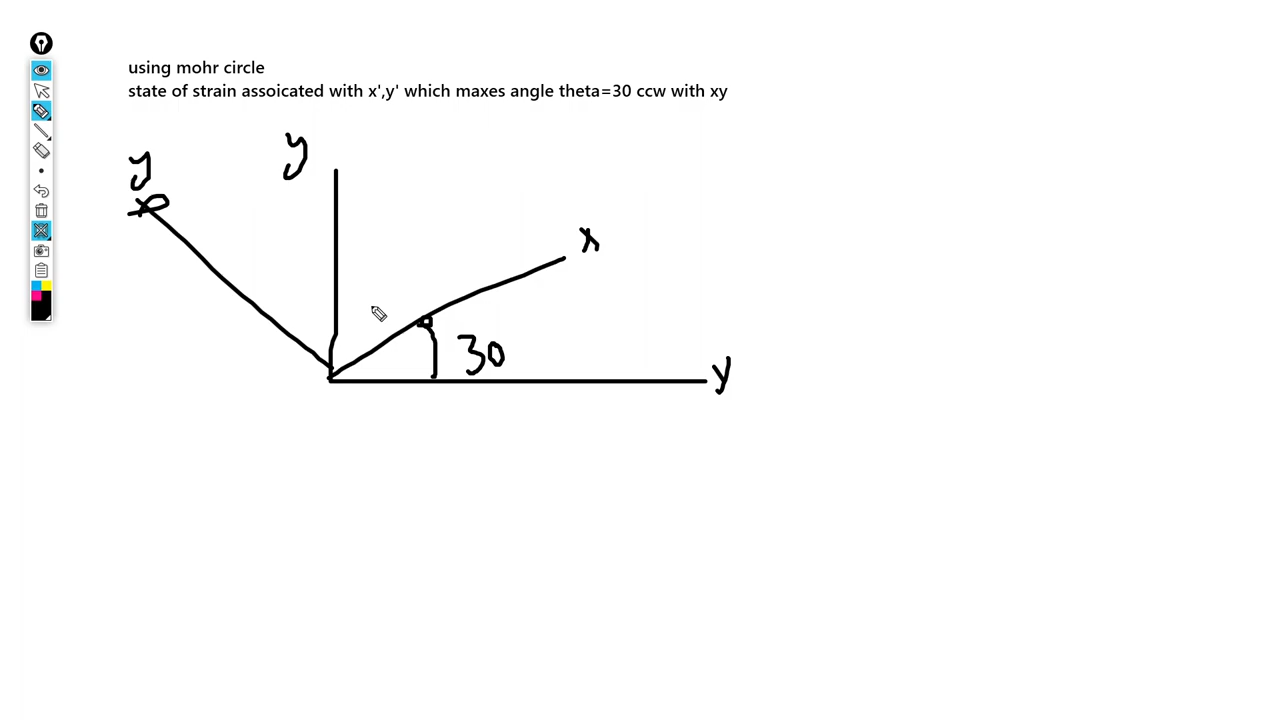 using mohr circle
state of strain assoicated with x',y' which maxes angle theta=30 ccw with xy
y
y
x
30
y